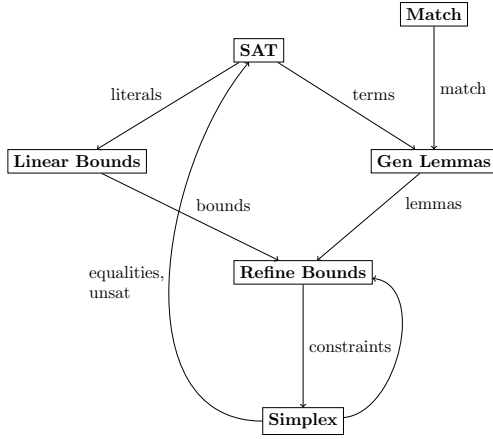 Match
SAT
match
literals
terms
Linear Bounds
Gen Lemmas
bounds
lemmas
Refine Bounds
equalities,
unsat
constraints
Simplex